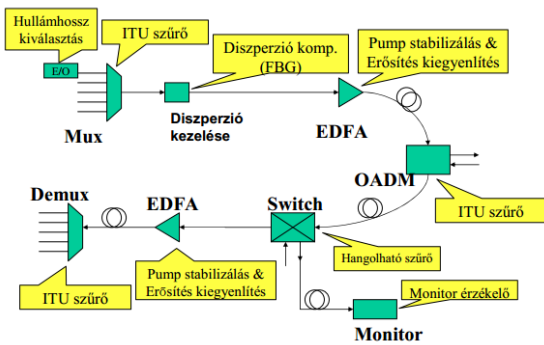 Hullámhossz
kiválasztás
ITU szűrő
Diszperzió komp.
(FBG)
Pump stabilizálás &
Erősítés kiegyenlítés
E/O
Mux
Diszperzió
kezelése
EDFA
OADM
ITU szűrő
Demux
EDFA
Switch
Hangolható szűrő
ITU szűrő
Pump stabilizálás &
Erősítés kiegyenlítés
Monitor érzékelő
Monitor